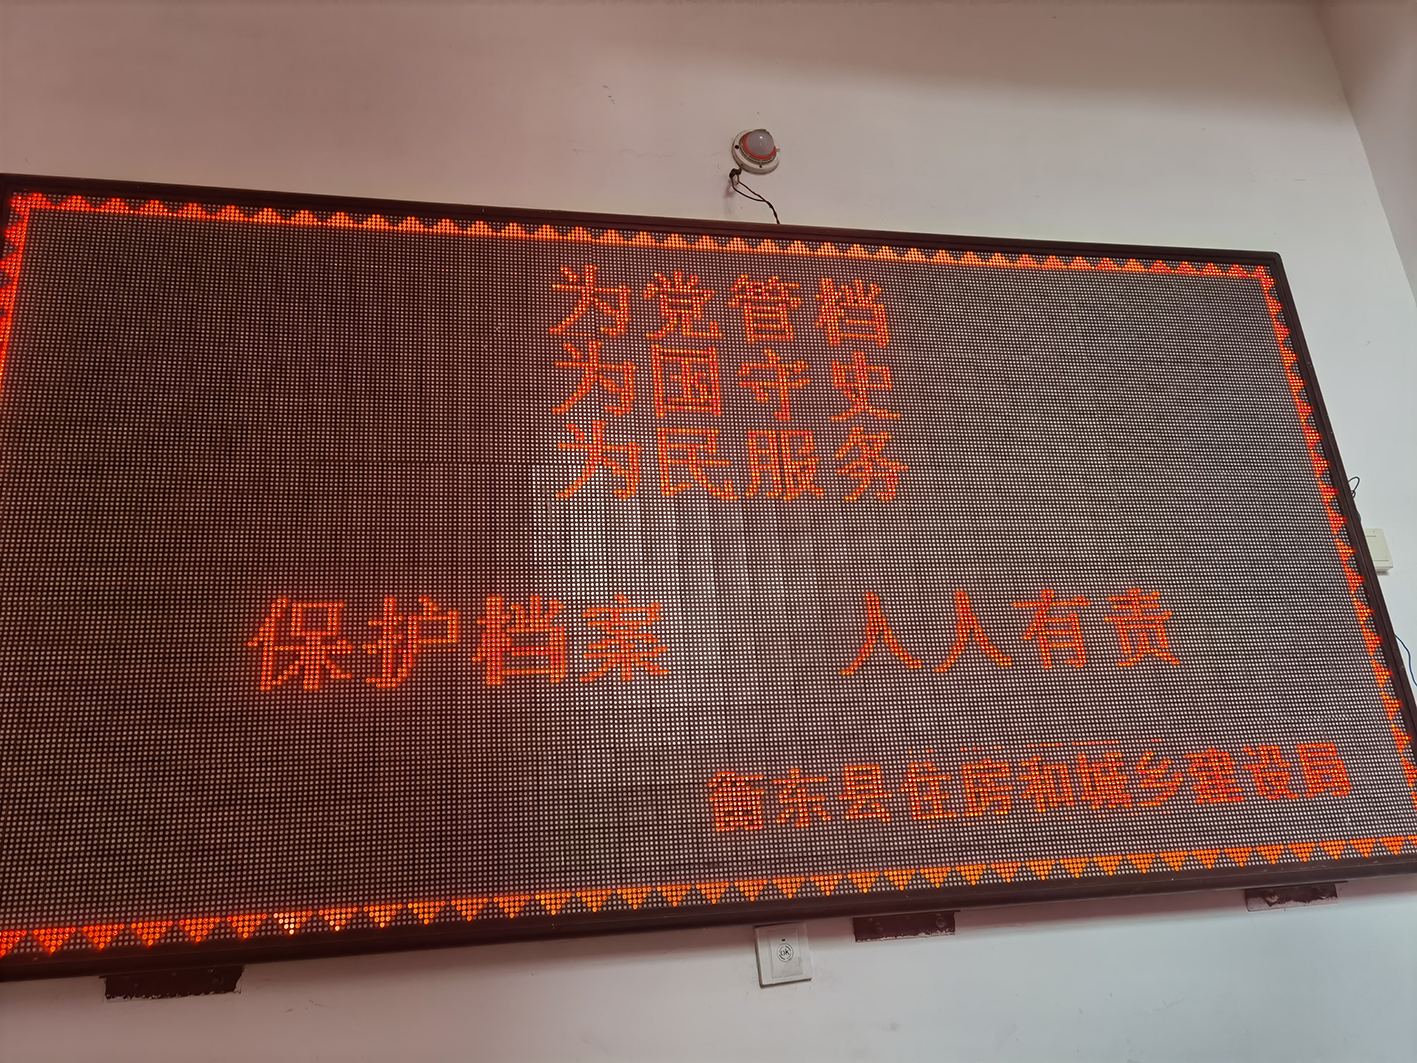 为党管档
为国守史
为民服务
保护档案 人人有责
衡东县住房和城乡建设局